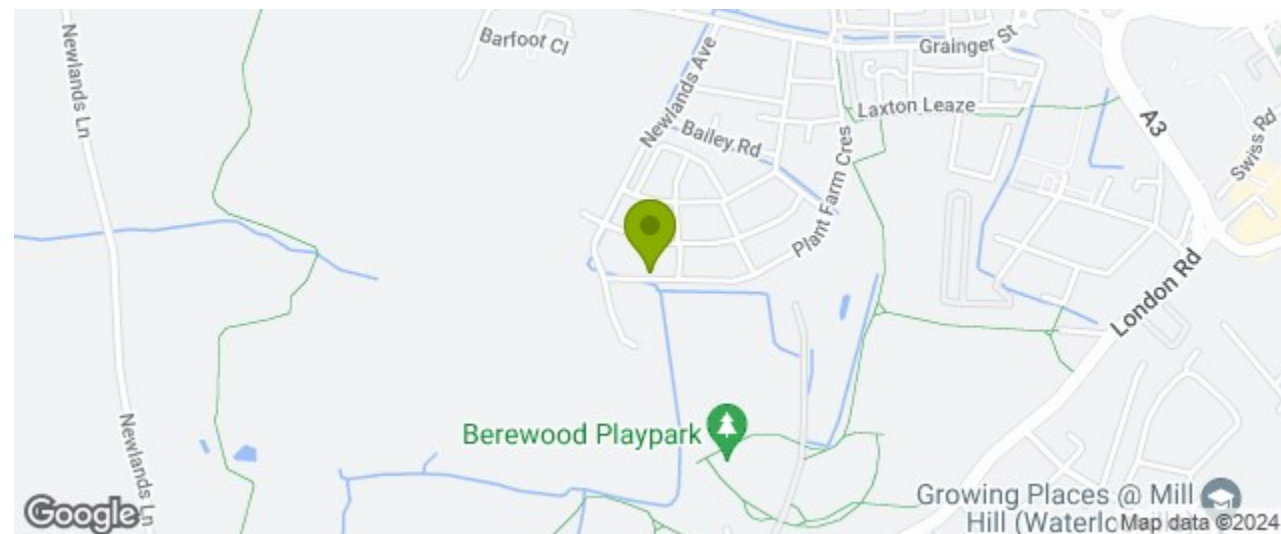 Newlands Ln
Barfoot Cl
Newlands Ave
Grainger St
Laxton Leaze
A3
Swiss Rd
Bailey Rd
Plant Farm Cres
London Rd
Newlands Ln
Berewood Playpark
Growing Places @ Mill
Hill (Waterlo
Google
Map data ©2024